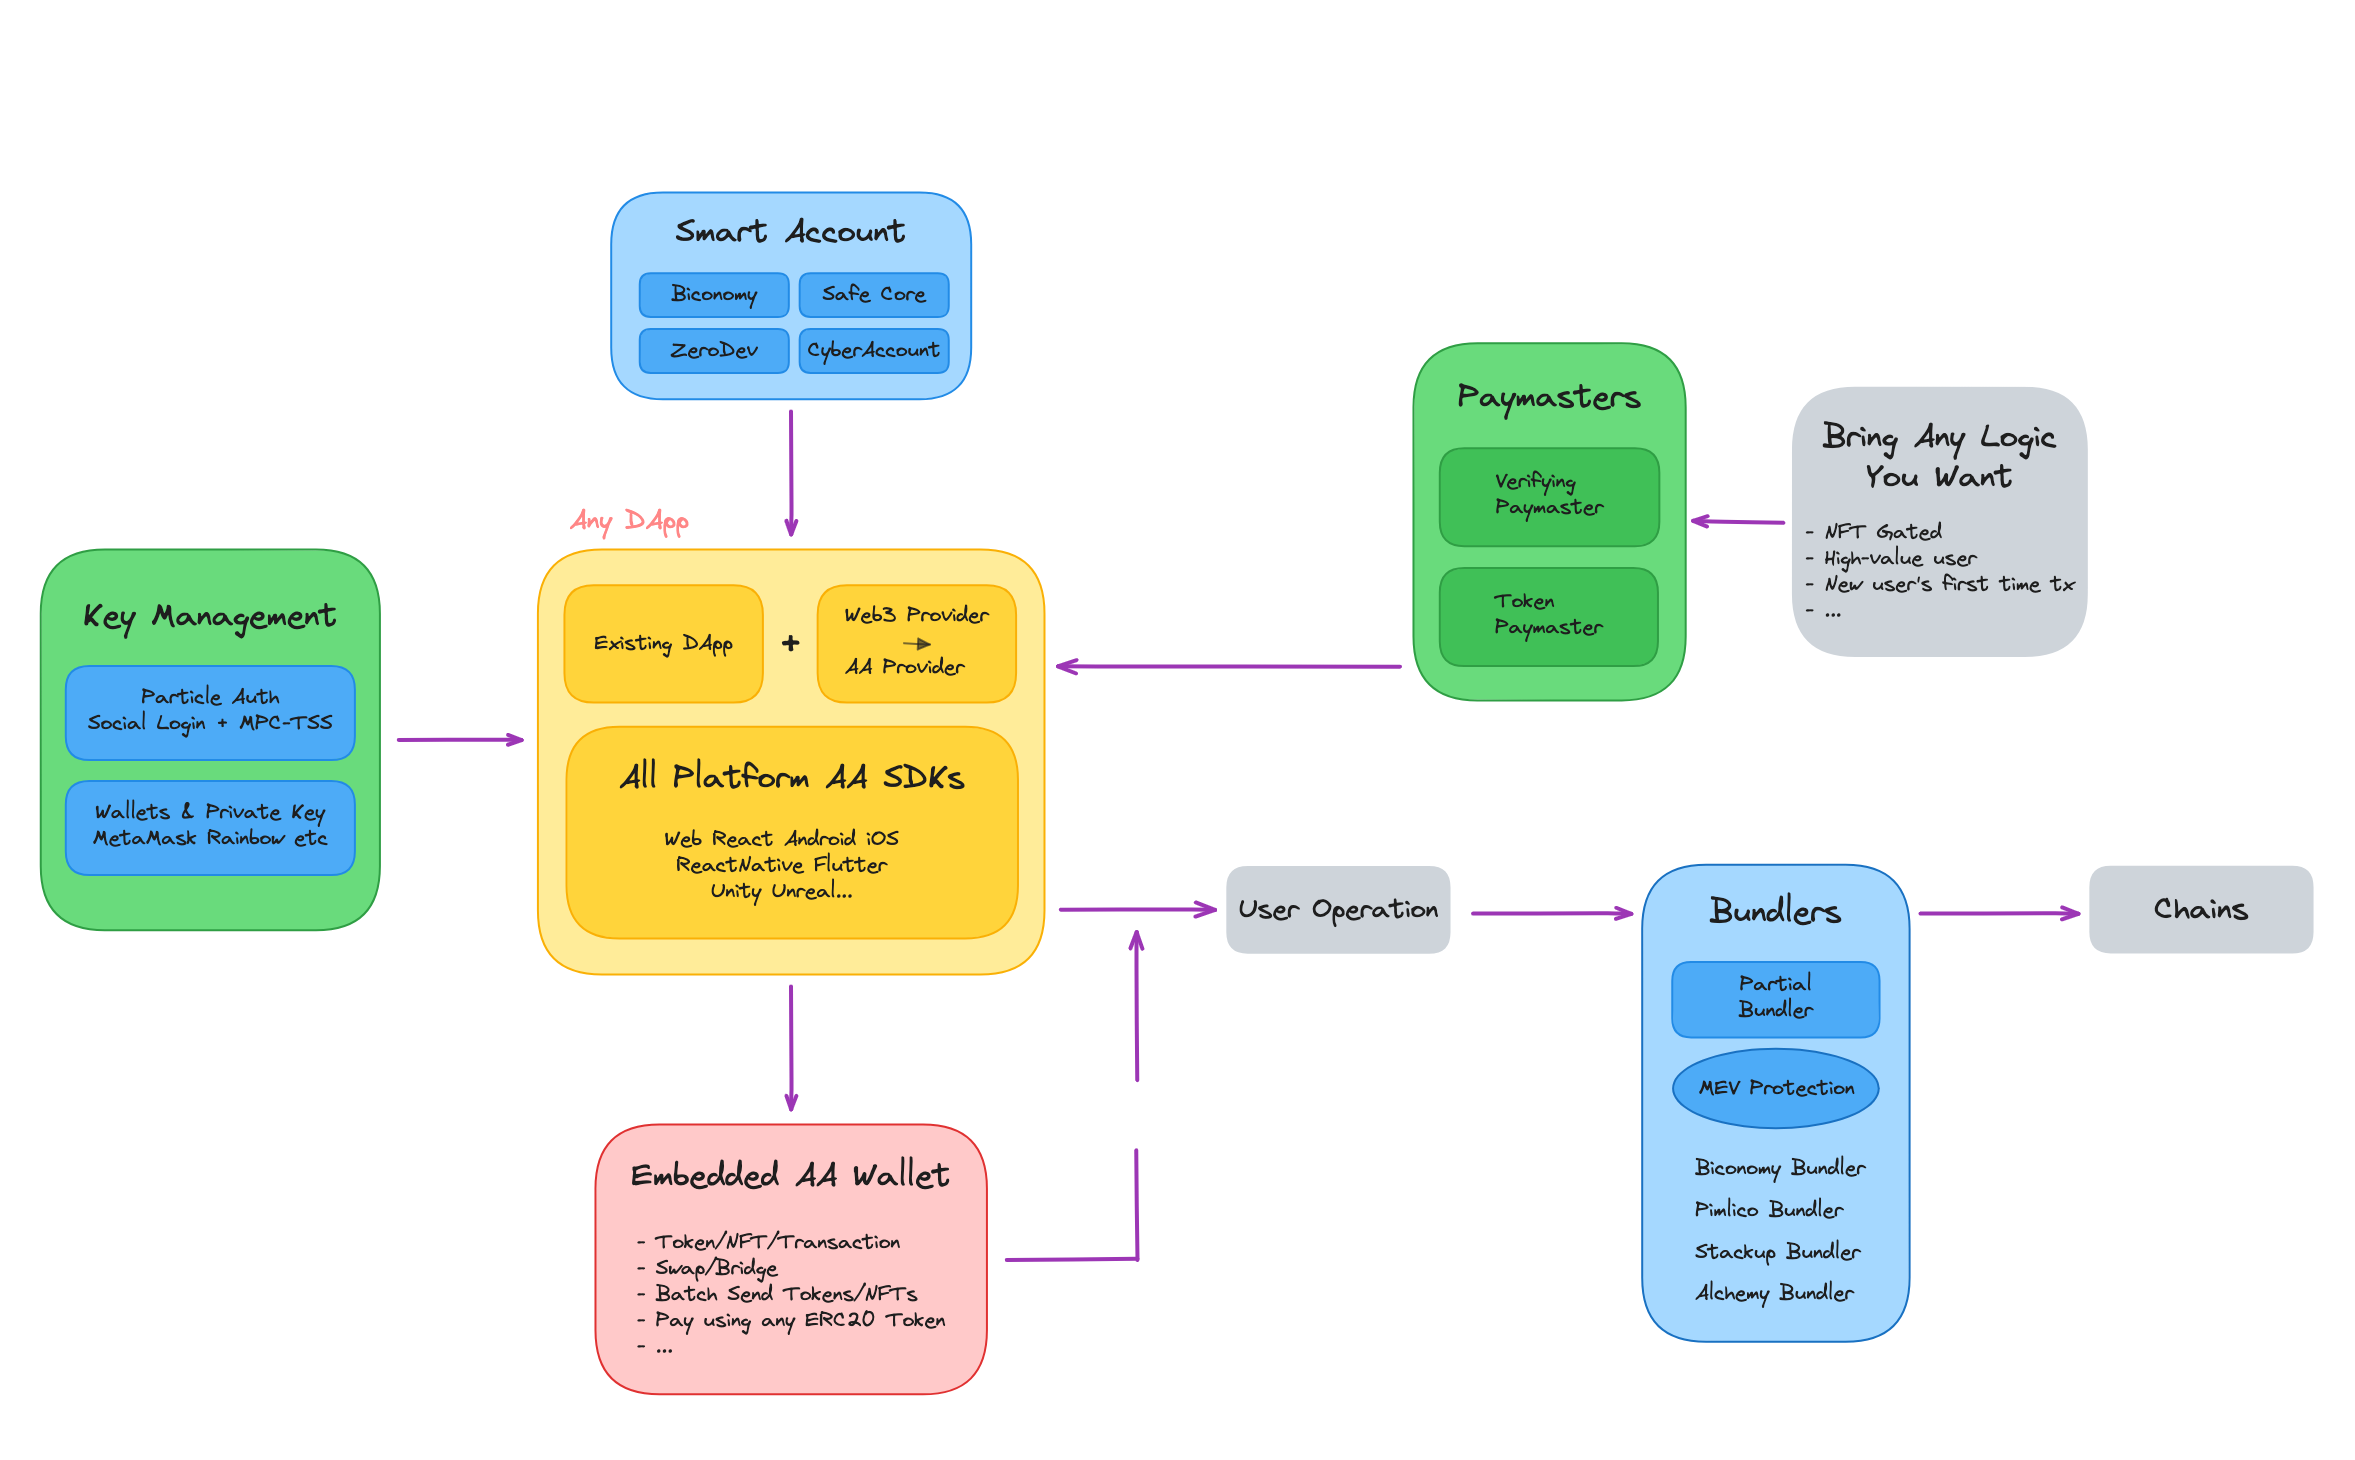 Smart Account
Biconomy
Safe Core
ZeroDev
CyberAccount
Paymasters
Verifying
Paymaster
Token
Paymaster
Bring Any Logic
You Want
- NFT Gated
- High-value user
- New user's first time tx
- ...
Any DApp
Key Management
Particle Auth
Social Login + MPC-TSS
Wallets & Private Key
MetaMask Rainbow etc
Existing DApp
+
Web3 Provider
AA Provider
All Platform AA SDKs
Web React Android iOS
ReactNative Flutter
Unity Unreal...
User Operation
Bundlers
Partial
Bundler
MEV Protection
Biconomy Bundler
Pimlico Bundler
Stackup Bundler
Alchemy Bundler
Chains
Embedded AA Wallet
- Token/NFT/Transaction
- Swap/Bridge
- Batch Send Tokens/NFTs
- Pay using any ERC20 Token
- ...